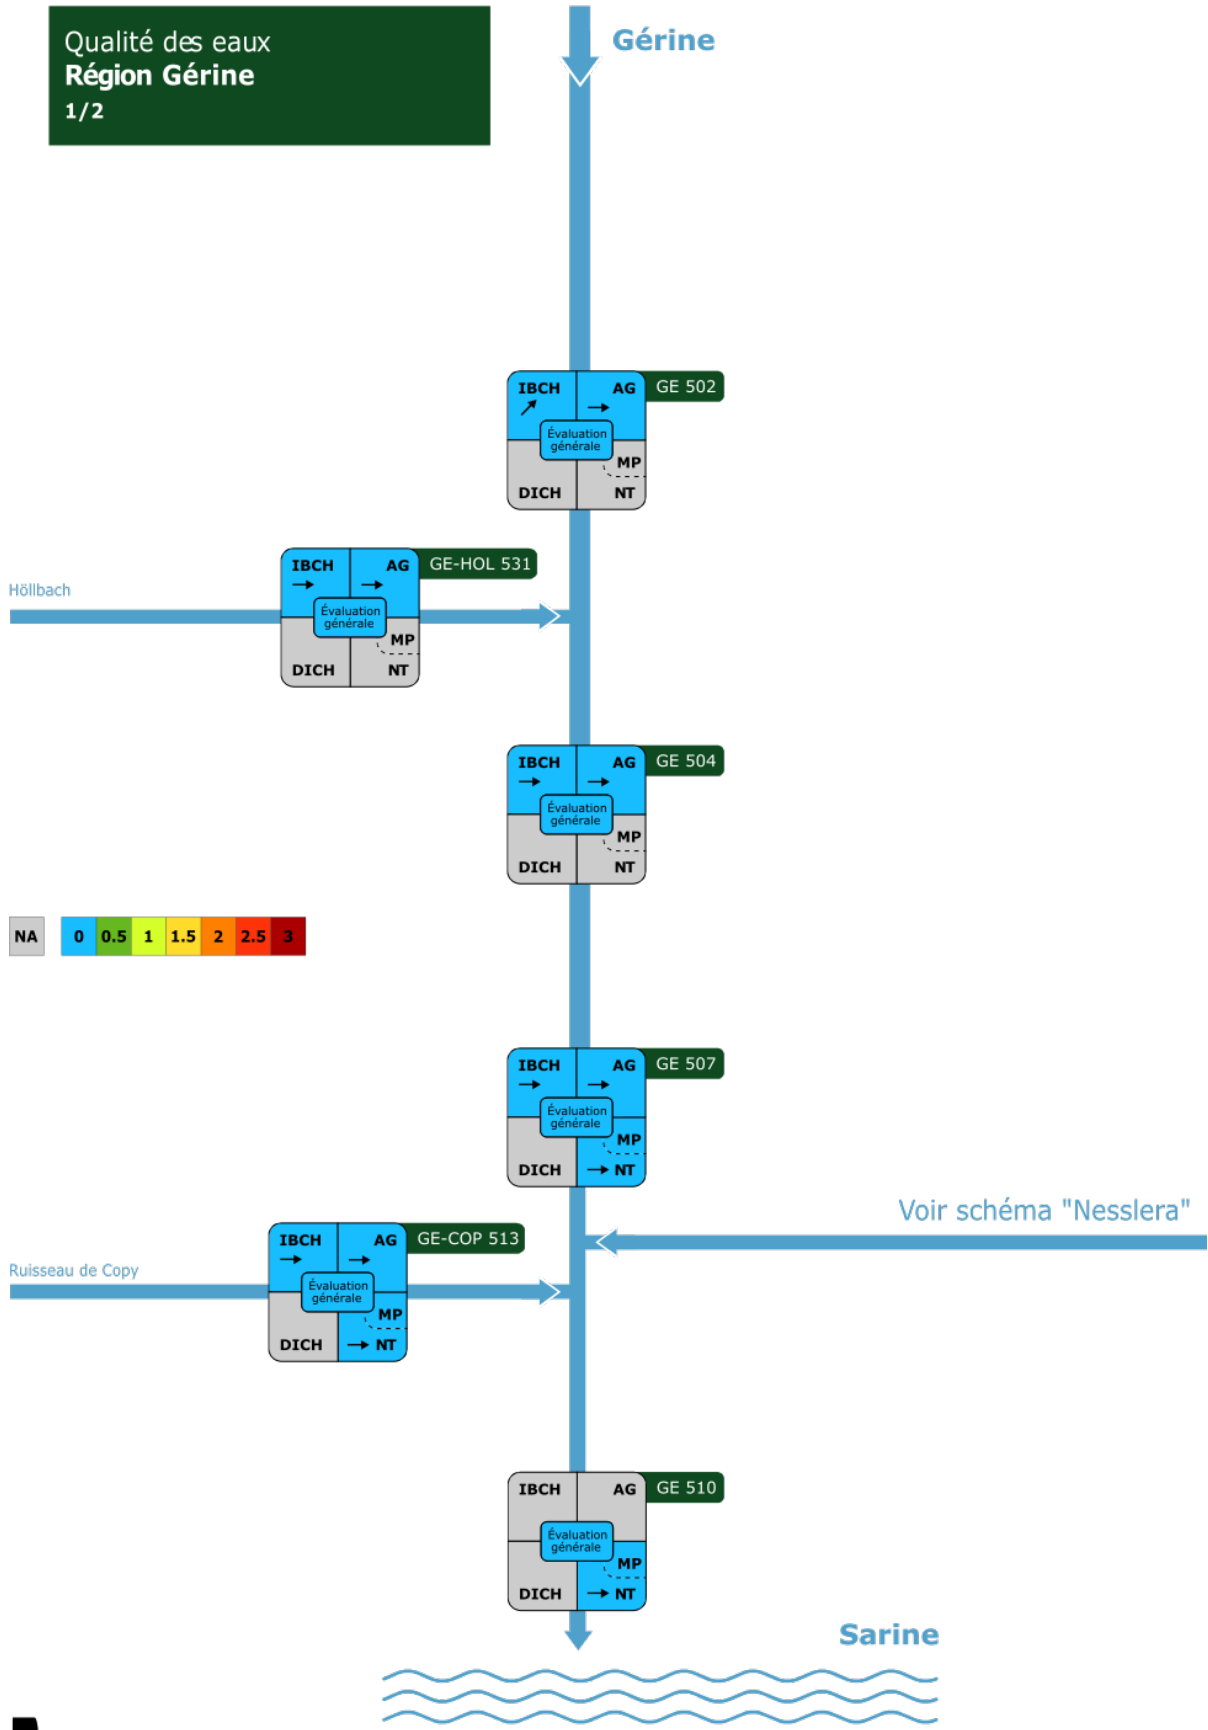 Qualité des eaux
Région Gérine
1/2
Gérine
IBCH AG GE 502
Évaluation
générale
MP
DICH NT
IBCH AG GE-HOL 531
Höllbach
Évaluation
générale
MP
DICH NT
IBCH AG GE 504
Évaluation
générale
MP
DICH NT
NA 0 0.5 1 1.5 2 2.5 3
IBCH AG GE 507
Évaluation
générale
MP
DICH NT
Voir schéma "Nesslera"
IBCH AG GE-COP 513
Ruisseau de Copy
Évaluation
générale
MP
DICH NT
IBCH AG GE 510
Évaluation
générale
MP
DICH NT
Sarine